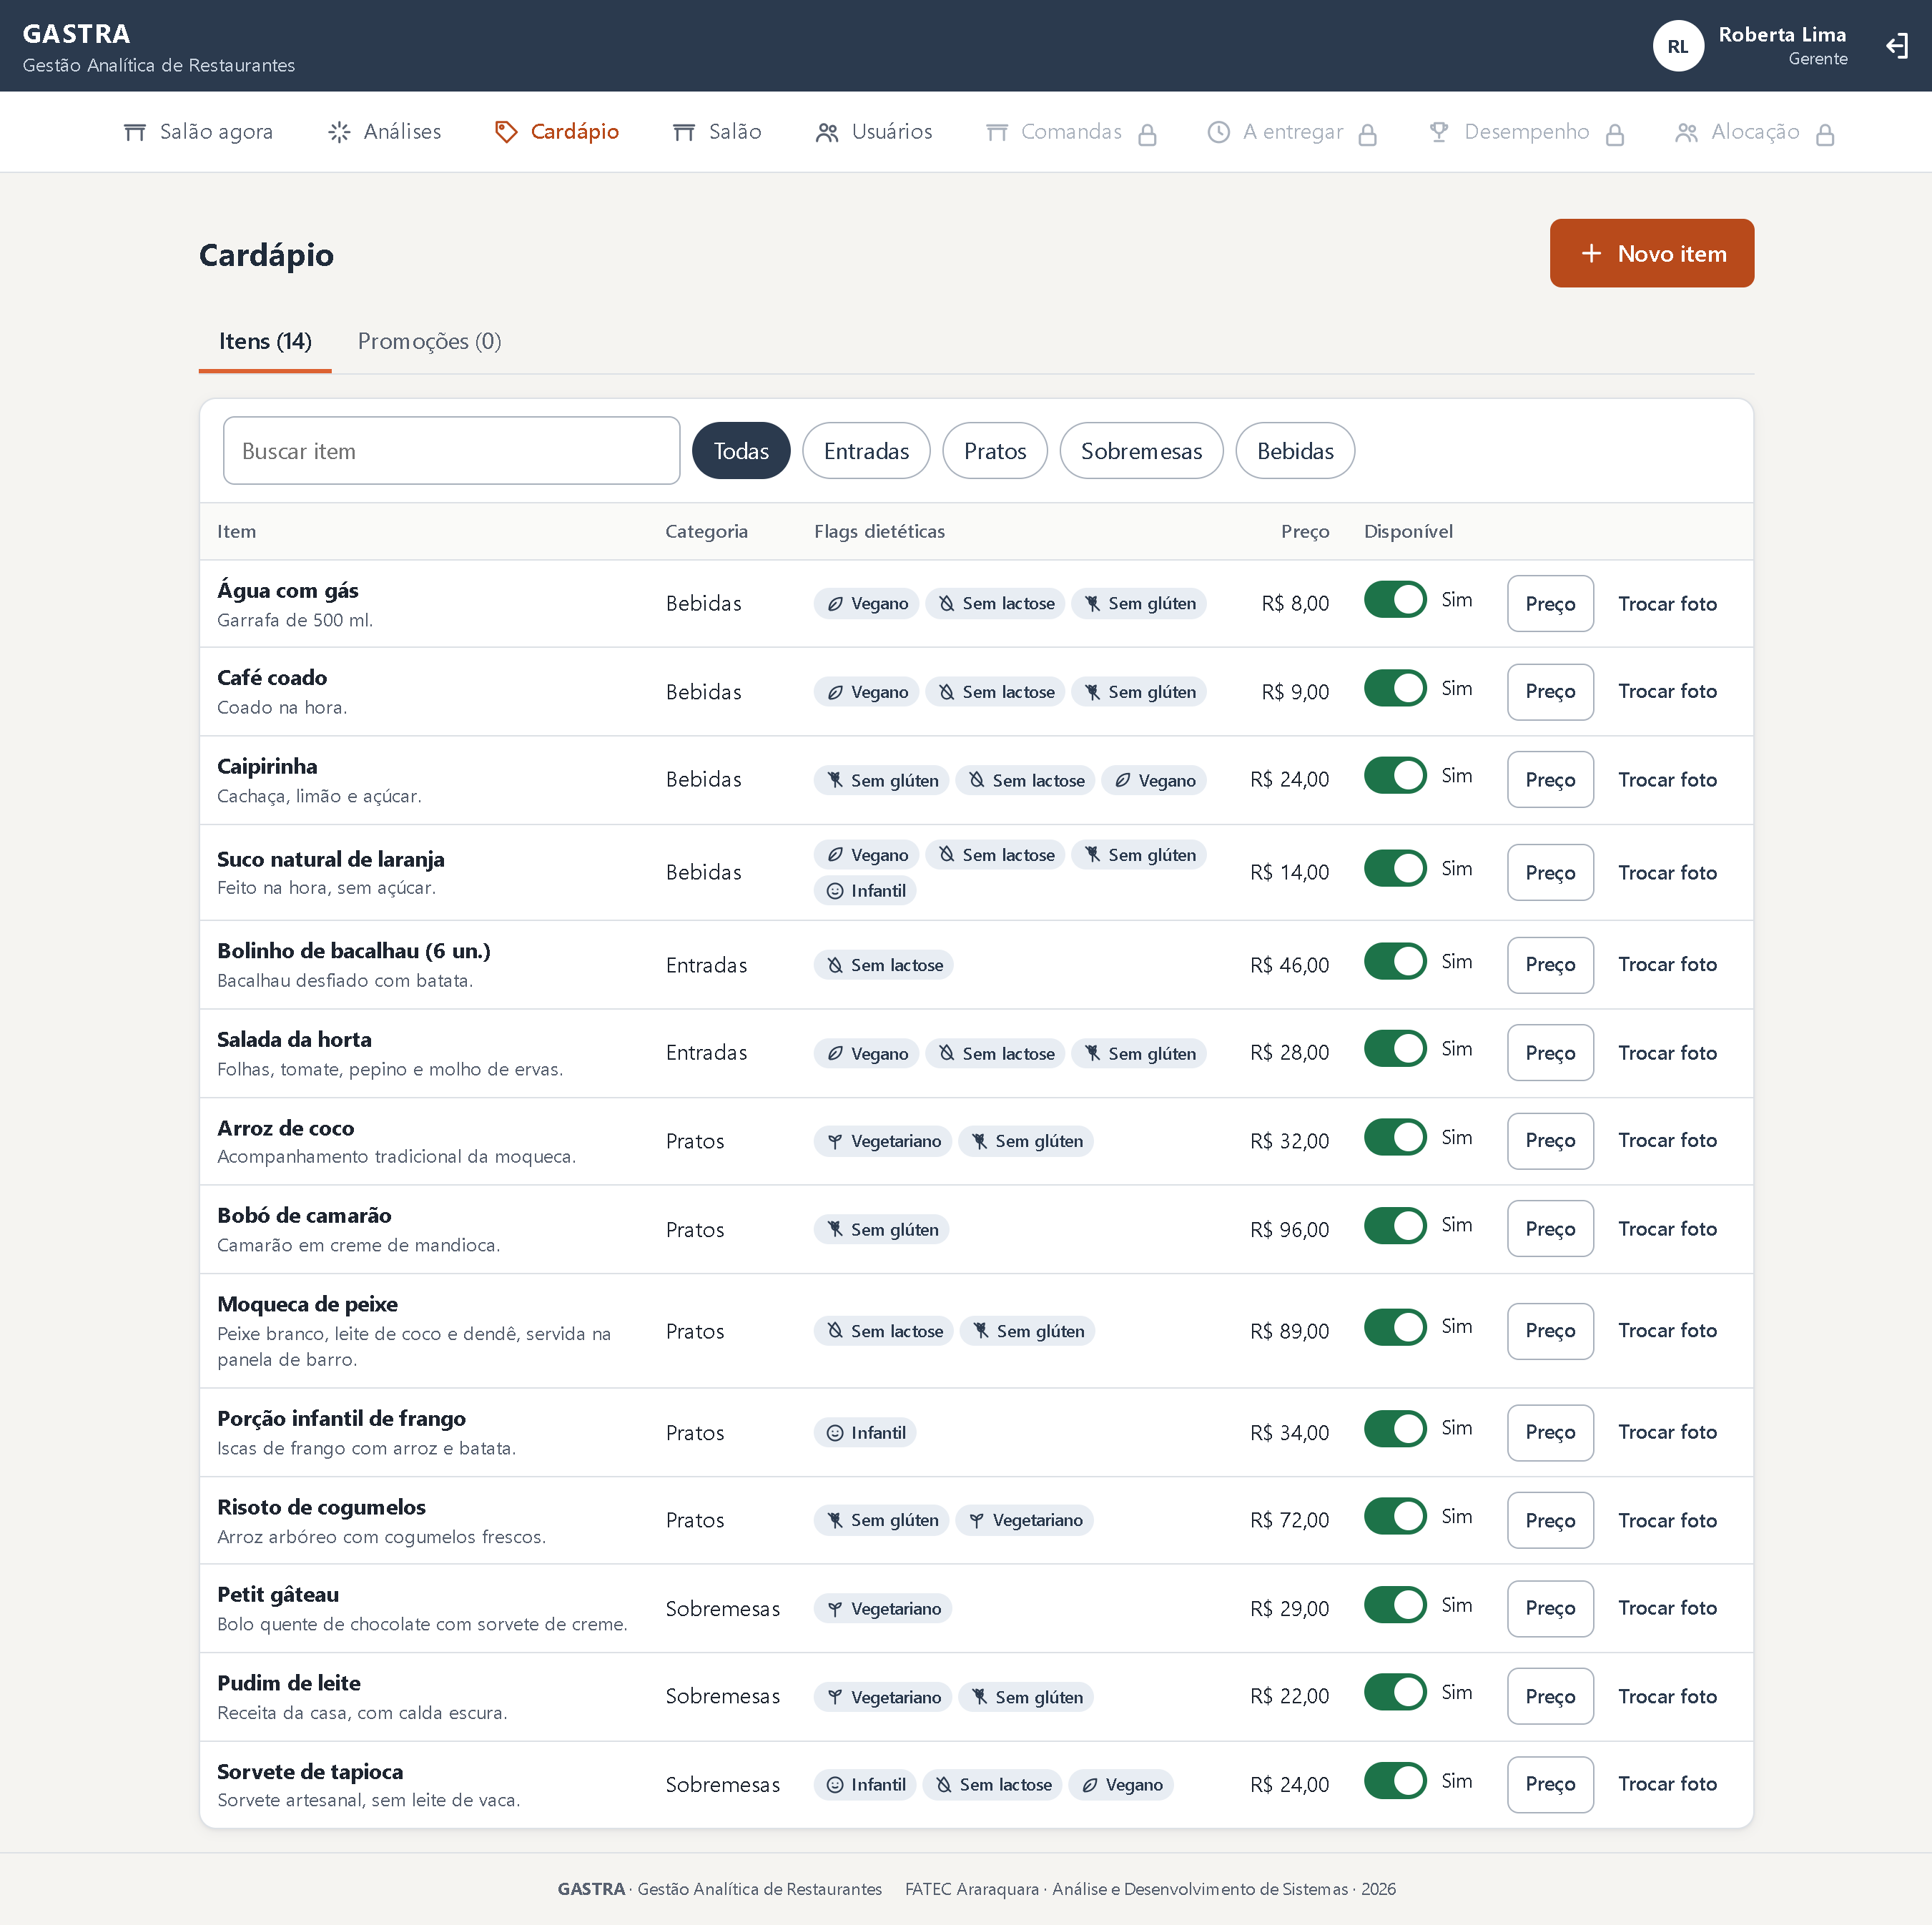 GASTRA
Gestão Analítica de Restaurantes
RL
Roberta Lima
Gerente
Salão agora
Análises
Cardápio
Salão
Usuários
Comandas
A entregar
Desempenho
Alocação
Cardápio
Novo item
Itens (14)
Promoções (0)
Buscar item
Todas
Entradas
Pratos
Sobremesas
Bebidas
Item Categoria Flags dietéticas Preço Disponível
Água com gás
Garrafa de 500 ml.
Bebidas
Vegano Sem lactose Sem glúten
R$ 8,00
Sim
Preço
Trocar foto
Café coado
Coado na hora.
Bebidas
Vegano Sem lactose Sem glúten
R$ 9,00
Sim
Preço
Trocar foto
Caipirinha
Cachaça, limão e açúcar.
Bebidas
Sem glúten Sem lactose Vegano
R$ 24,00
Sim
Preço
Trocar foto
Suco natural de laranja
Feito na hora, sem açúcar.
Bebidas
Vegano Sem lactose Sem glúten
Infantil
R$ 14,00
Sim
Preço
Trocar foto
Bolinho de bacalhau (6 un.)
Bacalhau desfiado com batata.
Entradas
Sem lactose
R$ 46,00
Sim
Preço
Trocar foto
Salada da horta
Folhas, tomate, pepino e molho de ervas.
Entradas
Vegano Sem lactose Sem glúten
R$ 28,00
Sim
Preço
Trocar foto
Arroz de coco
Acompanhamento tradicional da moqueca.
Pratos
Vegetariano Sem glúten
R$ 32,00
Sim
Preço
Trocar foto
Bobó de camarão
Camarão em creme de mandioca.
Pratos
Sem glúten
R$ 96,00
Sim
Preço
Trocar foto
Moqueca de peixe
Peixe branco, leite de coco e dendê, servida na
panela de barro.
Pratos
Sem lactose Sem glúten
R$ 89,00
Sim
Preço
Trocar foto
Porção infantil de frango
Iscas de frango com arroz e batata.
Pratos
Infantil
R$ 34,00
Sim
Preço
Trocar foto
Risoto de cogumelos
Arroz arbóreo com cogumelos frescos.
Pratos
Sem glúten Vegetariano
R$ 72,00
Sim
Preço
Trocar foto
Petit gâteau
Bolo quente de chocolate com sorvete de creme.
Sobremesas
Vegetariano
R$ 29,00
Sim
Preço
Trocar foto
Pudim de leite
Receita da casa, com calda escura.
Sobremesas
Vegetariano Sem glúten
R$ 22,00
Sim
Preço
Trocar foto
Sorvete de tapioca
Sorvete artesanal, sem leite de vaca.
Sobremesas
Infantil Sem lactose Vegano
R$ 24,00
Sim
Preço
Trocar foto
GASTRA · Gestão Analítica de Restaurantes FATEC Araraquara · Análise e Desenvolvimento de Sistemas · 2026